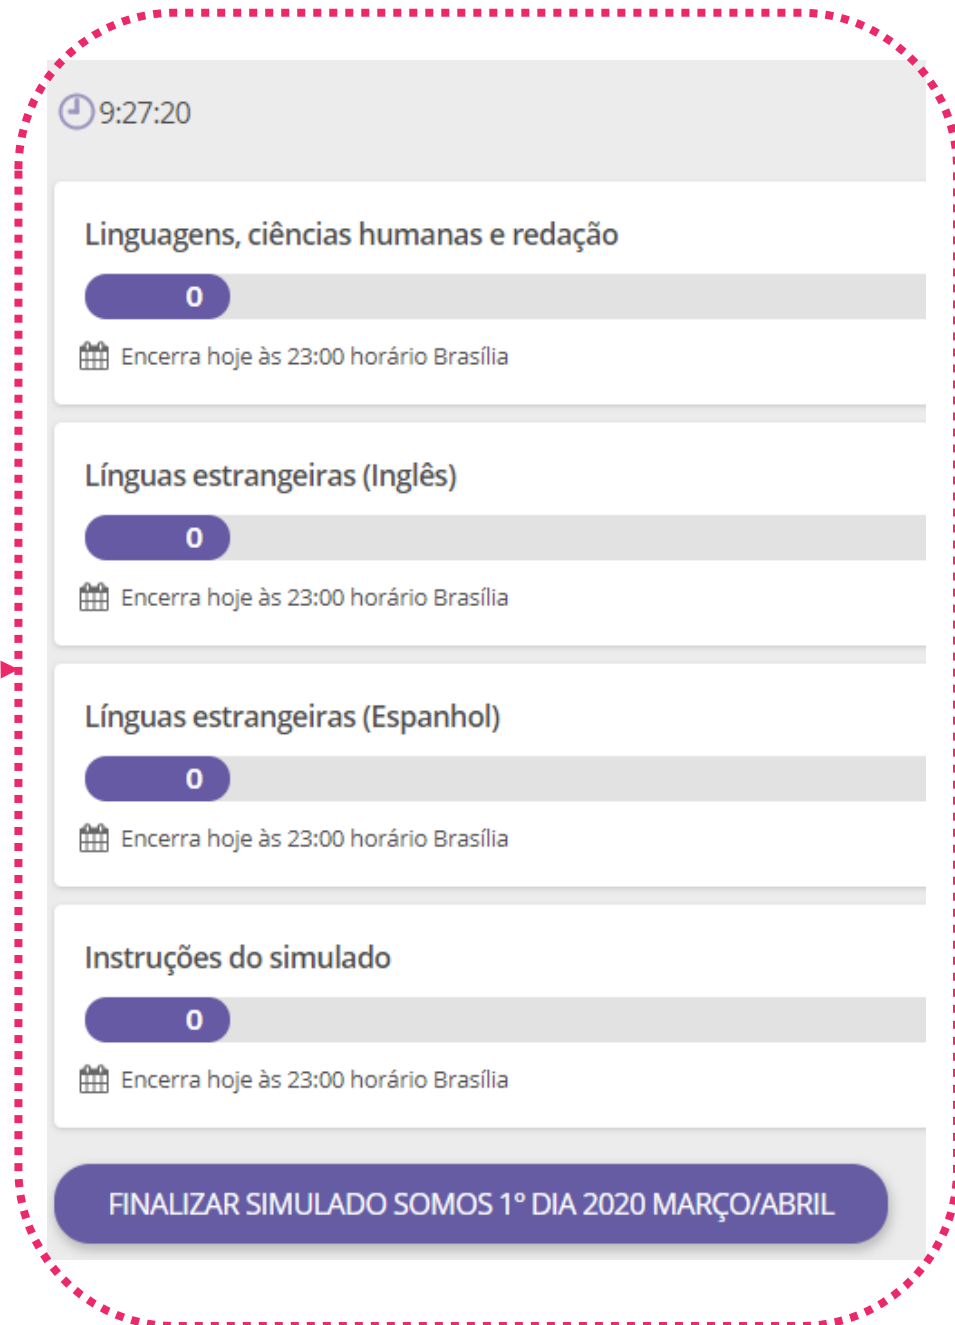 9:27:20
Linguagens, ciências humanas e redação
0
Encerra hoje às 23:00 horário Brasília
Línguas estrangeiras (Inglês)
0
Encerra hoje às 23:00 horário Brasília
Línguas estrangeiras (Espanhol)
0
Encerra hoje às 23:00 horário Brasília
Instruções do simulado
0
Encerra hoje às 23:00 horário Brasília
FINALIZAR SIMULADO SOMOS 1º DIA 2020 MARÇO/ABRIL